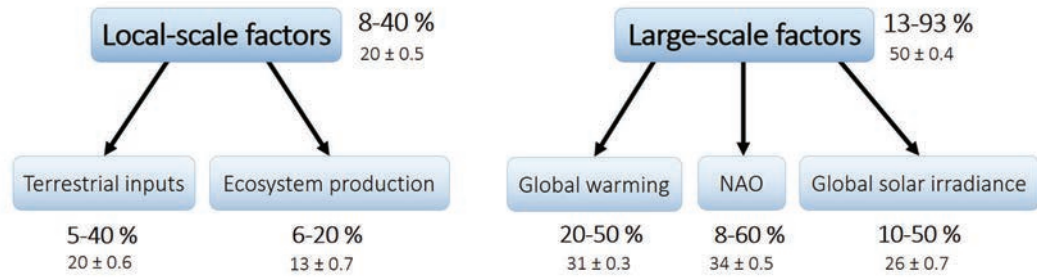 Local-scale factors
8-40 %
20 ± 0.5
Large-scale factors
13-93 %
50 ± 0.4
Terrestrial inputs
Ecosystem production
Global warming
NAO
Global solar irradiance
5-40 %
20 ± 0.6
6-20 %
13 ± 0.7
20-50 %
31 ± 0.3
8-60 %
34 ± 0.5
10-50 %
26 ± 0.7